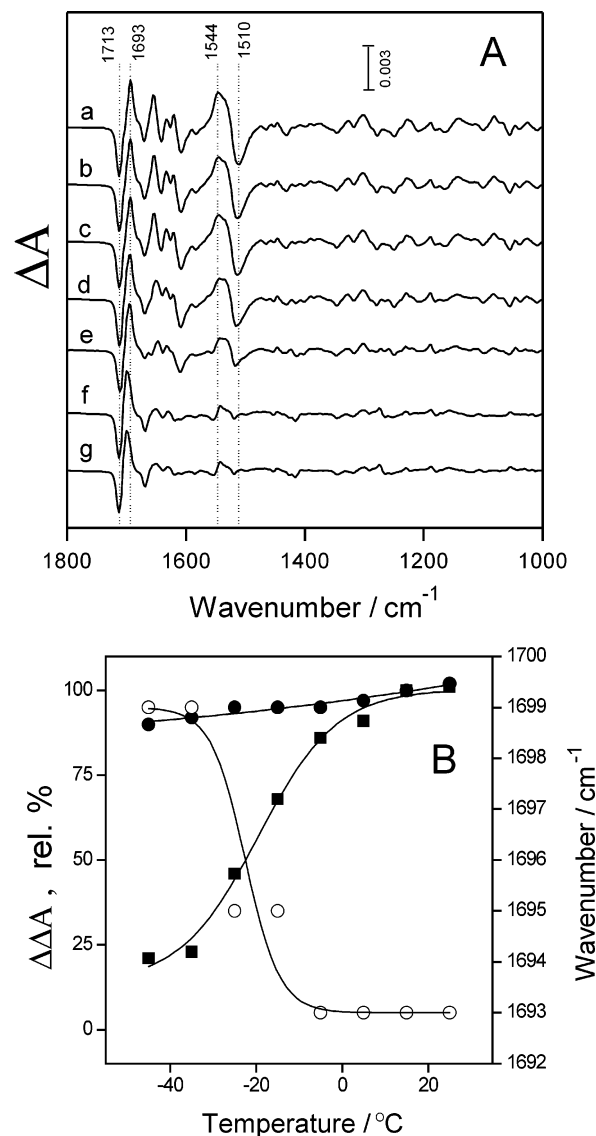 1713
1693
1544
1510
0.003
A
a
b
c
d
e
f
g
ΔA
1800 1600 1400 1200 1000
Wavenumber / cm-1
B
100
75
50
25
0
ΔΔA , rel. %
1700
1699
1698
1697
1696
1695
1694
1693
1692
Wavenumber / cm-1
-40 -20 0 20
Temperature / °C